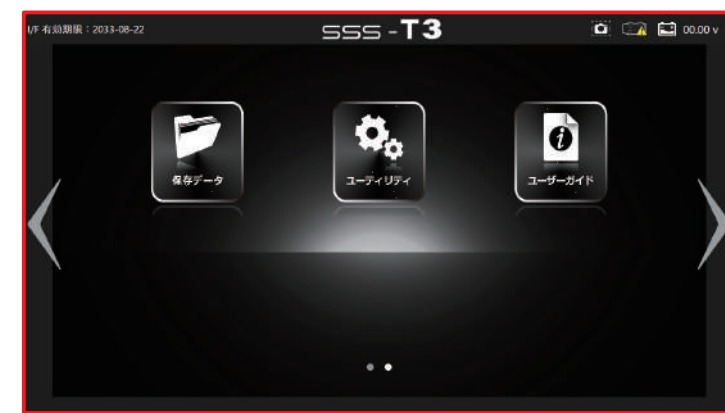 I/F 有効期限：2033-08-22
SSS-T3
00.00 v
保存データ
ユーティリティ
ユーザーガイド